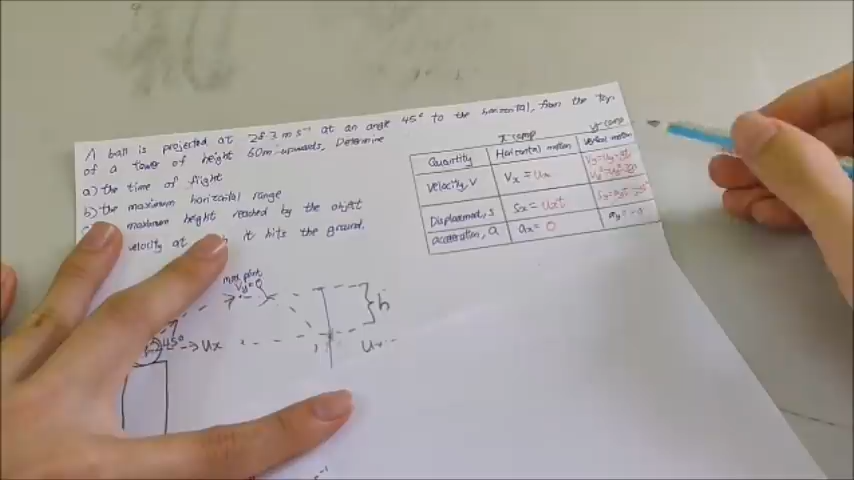 A ball is projected at 28.3 m s⁻¹ at an angle 45° to the horizontal, from the top
of a tower of height 60m upwards, Determine
a) the time of flight
b) the maximum horizontal range
maximum height reached by the object
velocity at it hits the ground.
x-comp y-comp
Quantity Horizontal motion Vertical motion
Velocity, V Vx = Ux
Displacement, s Sx = Uxt
acceleration, a ax = 0
max point
Vy=0
h
45° Ux